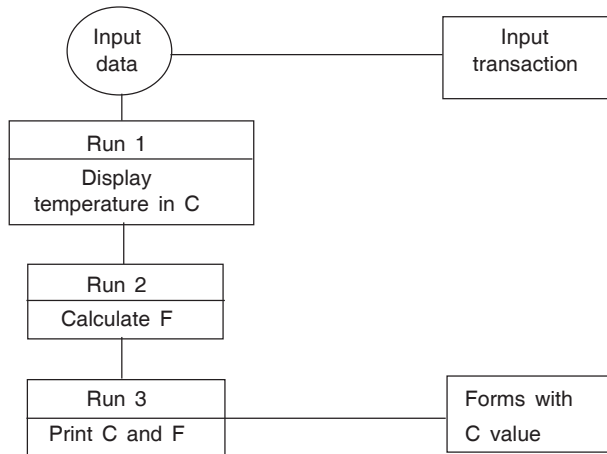 Input
data
Input
transaction
Run 1
Display
temperature in C
Run 2
Calculate F
Run 3
Print C and F
Forms with
C value